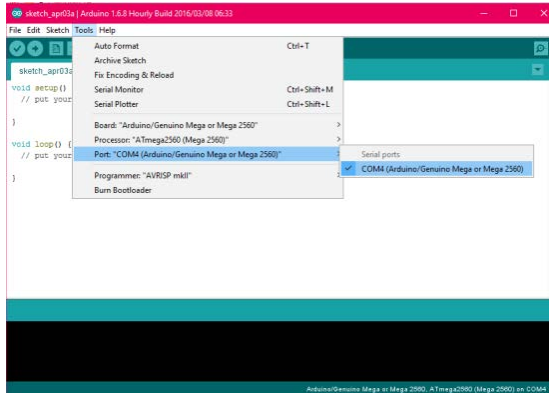 sketch_apr03a | Arduino 1.6.8 Hourly Build 2016/03/08 06:33
File Edit Sketch Tools Help
sketch_apr03a
Auto Format Ctrl+T
Archive Sketch
Fix Encoding & Reload
Serial Monitor Ctrl+Shift+M
Serial Plotter Ctrl+Shift+L
Board: "Arduino/Genuino Mega or Mega 2560"
Processor: "ATmega2560 (Mega 2560)"
Port: "COM4 (Arduino/Genuino Mega or Mega 2560)"
Programmer: "AVRISP mkII"
Burn Bootloader
Serial ports
COM4 (Arduino/Genuino Mega or Mega 2560)
void setup()
// put your
}
void loop() {
// put your
}
Arduino/Genuino Mega or Mega 2560, ATmega2560 (Mega 2560) on COM4